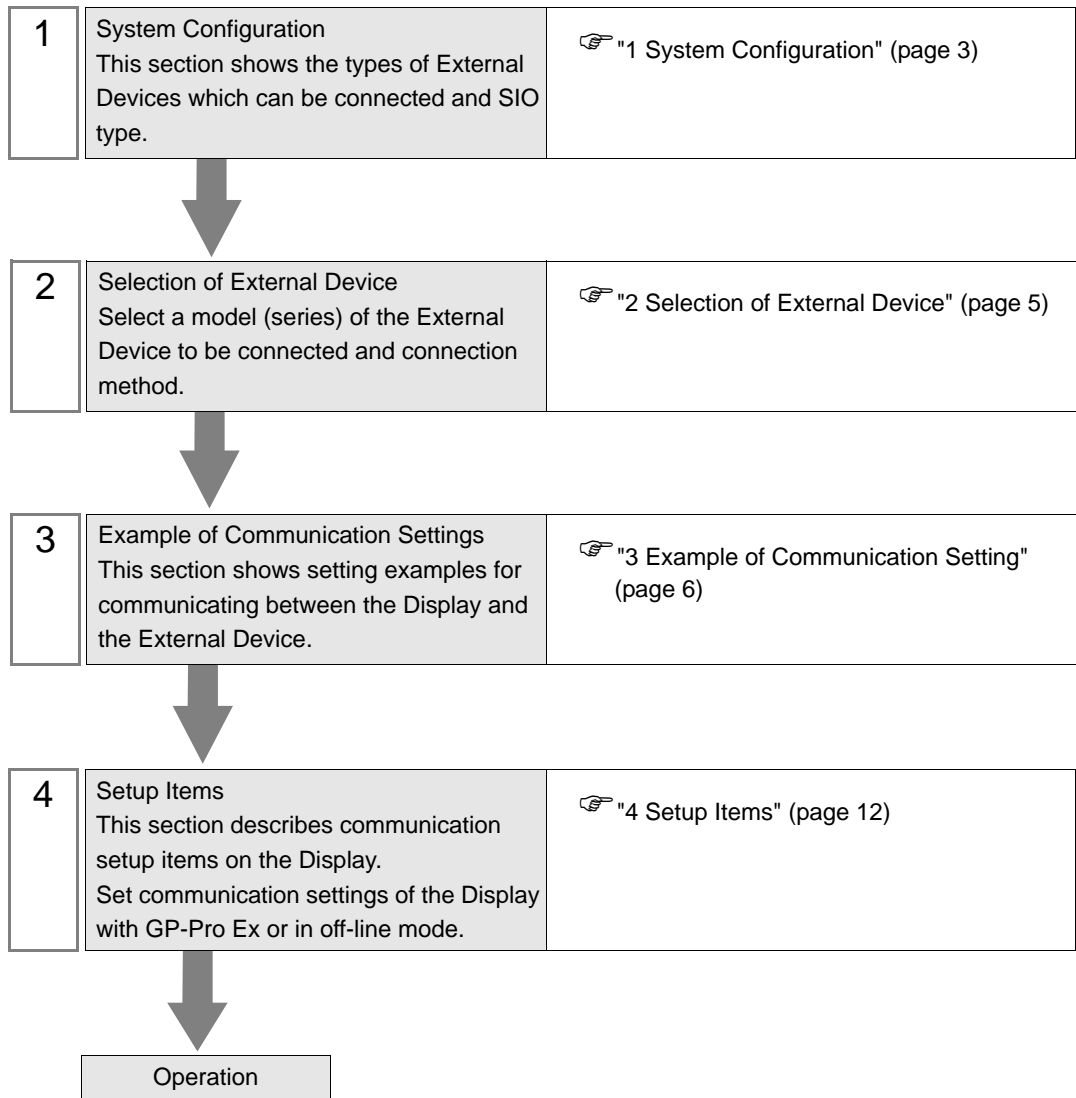 1
System Configuration
This section shows the types of External
Devices which can be connected and SIO
type.
"1 System Configuration" (page 3)
2
Selection of External Device
Select a model (series) of the External
Device to be connected and connection
method.
"2 Selection of External Device" (page 5)
3
Example of Communication Settings
This section shows setting examples for
communicating between the Display and
the External Device.
"3 Example of Communication Setting"
(page 6)
4
Setup Items
This section describes communication
setup items on the Display.
Set communication settings of the Display
with GP-Pro Ex or in off-line mode.
"4 Setup Items" (page 12)
Operation